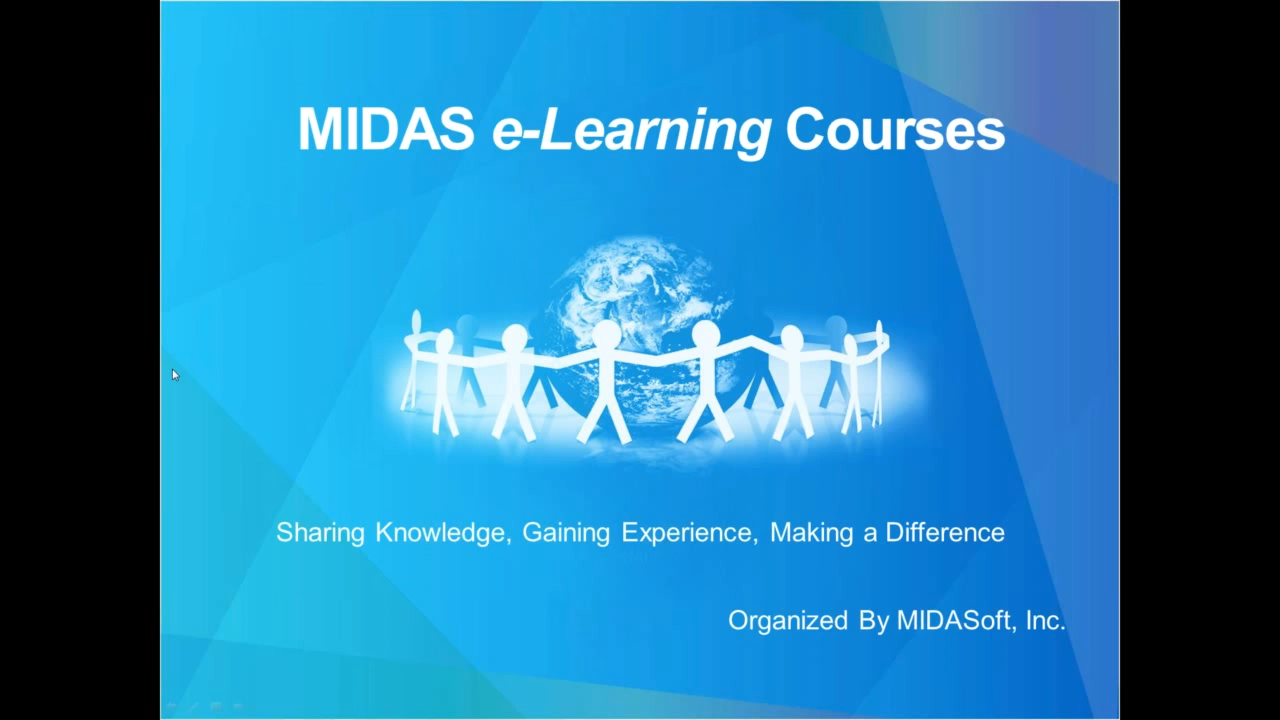 MIDAS e-Learning Courses
Sharing Knowledge, Gaining Experience, Making a Difference
Organized By MIDASoft, Inc.